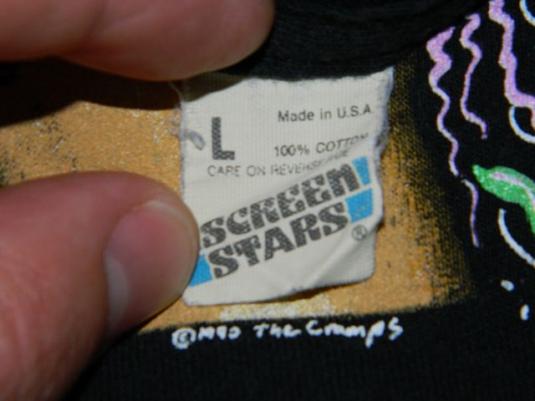 Made in U.S.A
L
100% COTTON
CARE ON REVERSE SIDE
SCREEN
STARS®
©1990 The Cramps